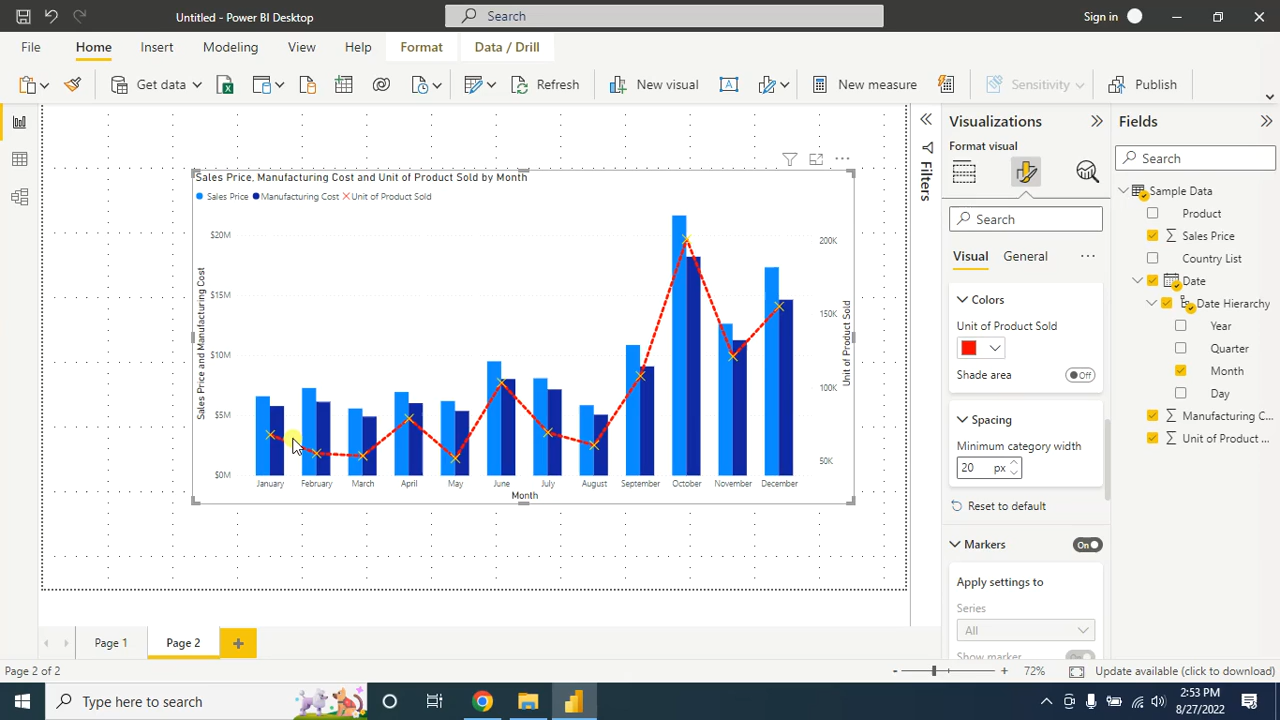 Untitled - Power BI Desktop
Search
Sign in
File
Home
Insert
Modeling
View
Help
Format
Data / Drill
Get data
Refresh
New visual
New measure
Sensitivity
Publish
Sales Price, Manufacturing Cost and Unit of Product Sold by Month
Sales Price
Manufacturing Cost
Unit of Product Sold
Sales Price and Manufacturing Cost
$20M
$15M
$10M
$5M
$0M
200K
150K
100K
50K
Unit of Product Sold
January
February
March
April
May
June
July
August
September
October
November
December
Month
Filters
Visualizations
Format visual
Search
Visual
General
Colors
Unit of Product Sold
Shade area
Off
Spacing
Minimum category width
20 px
Reset to default
Markers
On
Apply settings to
Series
All
Show marker
Fields
Search
Sample Data
Product
Sales Price
Country List
Date
Date Hierarchy
Year
Quarter
Month
Day
Manufacturing C...
Unit of Product ...
Page 1
Page 2
Page 2 of 2
- + 72%
Update available (click to download)
Type here to search
2:53 PM
8/27/2022